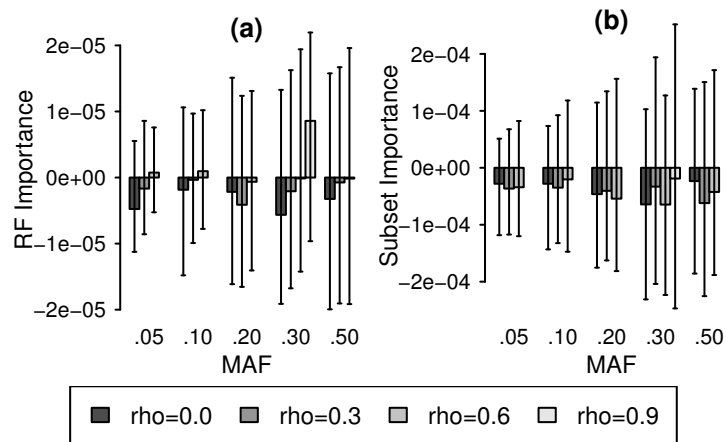 (a)
RF Importance
2e−05
1e−05
0e+00
−1e−05
−2e−05
.05 .10 .20 .30 .50
MAF
(b)
Subset Importance
2e−04
1e−04
0e+00
−1e−04
−2e−04
.05 .10 .20 .30 .50
MAF
rho=0.0 rho=0.3 rho=0.6 rho=0.9